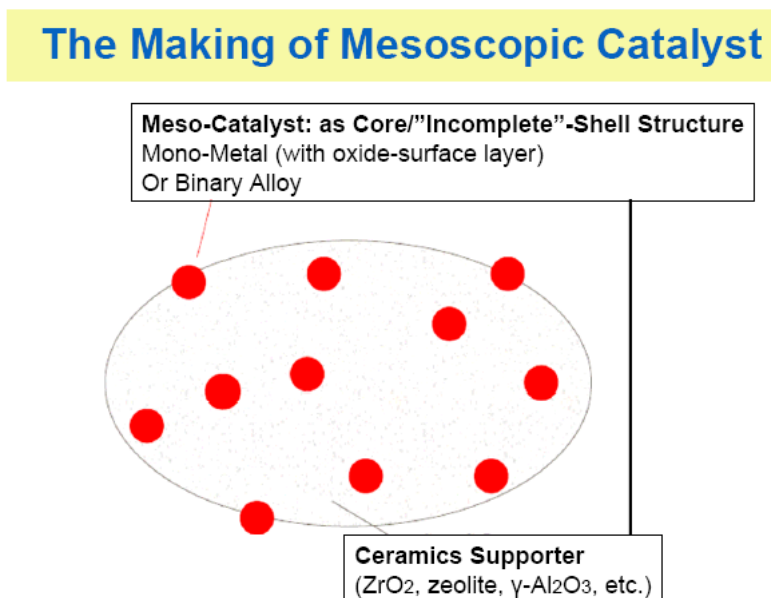 The Making of Mesoscopic Catalyst
Meso-Catalyst: as Core/"Incomplete"-Shell Structure
Mono-Metal (with oxide-surface layer)
Or Binary Alloy
Ceramics Supporter
(ZrO2, zeolite, γ-Al2O3, etc.)